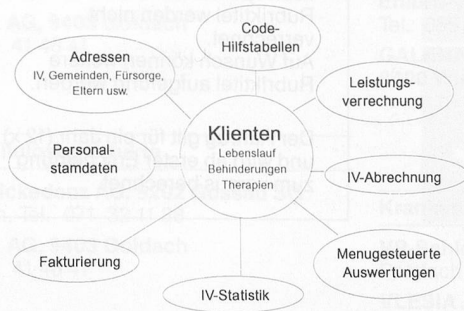 Code-
Hilfstabellen
Adressen
IV, Gemeinden, Fürsorge,
Eltern usw.
Leistungs-
verrechnung
Klienten
Lebenslauf
Behinderungen
Therapien
Personal-
stamdaten
IV-Abrechnung
Fakturierung
Menugesteuerte
Auswertungen
IV-Statistik